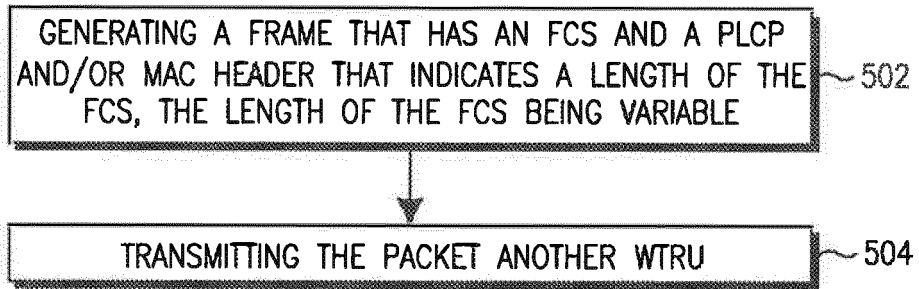 GENERATING A FRAME THAT HAS AN FCS AND A PLCP
AND/OR MAC HEADER THAT INDICATES A LENGTH OF THE
FCS, THE LENGTH OF THE FCS BEING VARIABLE
502
TRANSMITTING THE PACKET ANOTHER WTRU
504